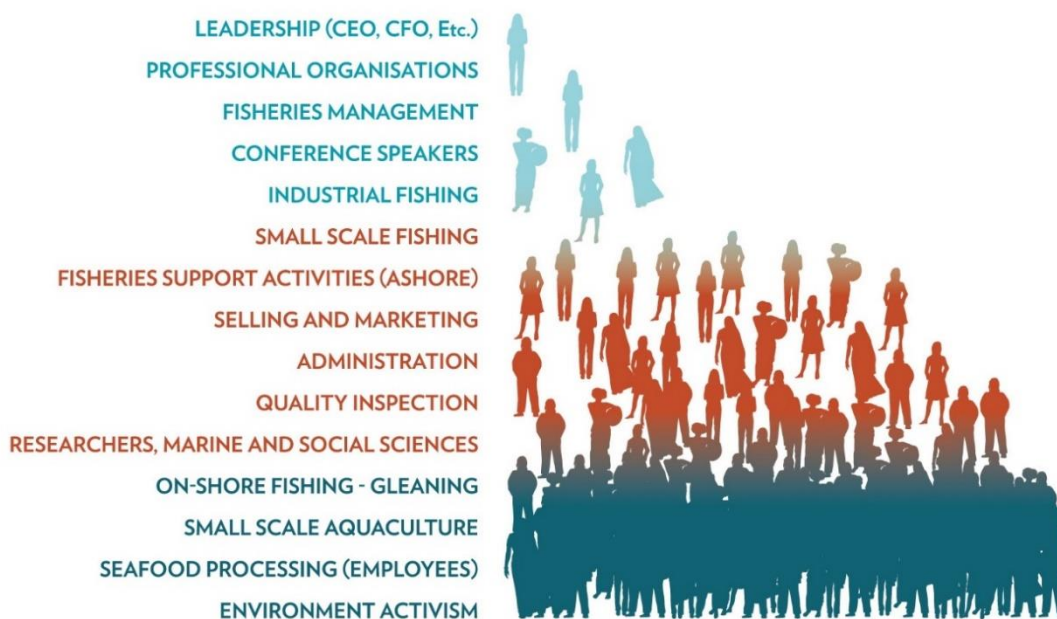 LEADERSHIP (CEO, CFO, Etc.)
PROFESSIONAL ORGANISATIONS
FISHERIES MANAGEMENT
CONFERENCE SPEAKERS
INDUSTRIAL FISHING
SMALL SCALE FISHING
FISHERIES SUPPORT ACTIVITIES (ASHORE)
SELLING AND MARKETING
ADMINISTRATION
QUALITY INSPECTION
RESEARCHERS, MARINE AND SOCIAL SCIENCES
ON-SHORE FISHING - GLEANING
SMALL SCALE AQUACULTURE
SEAFOOD PROCESSING (EMPLOYEES)
ENVIRONMENT ACTIVISM